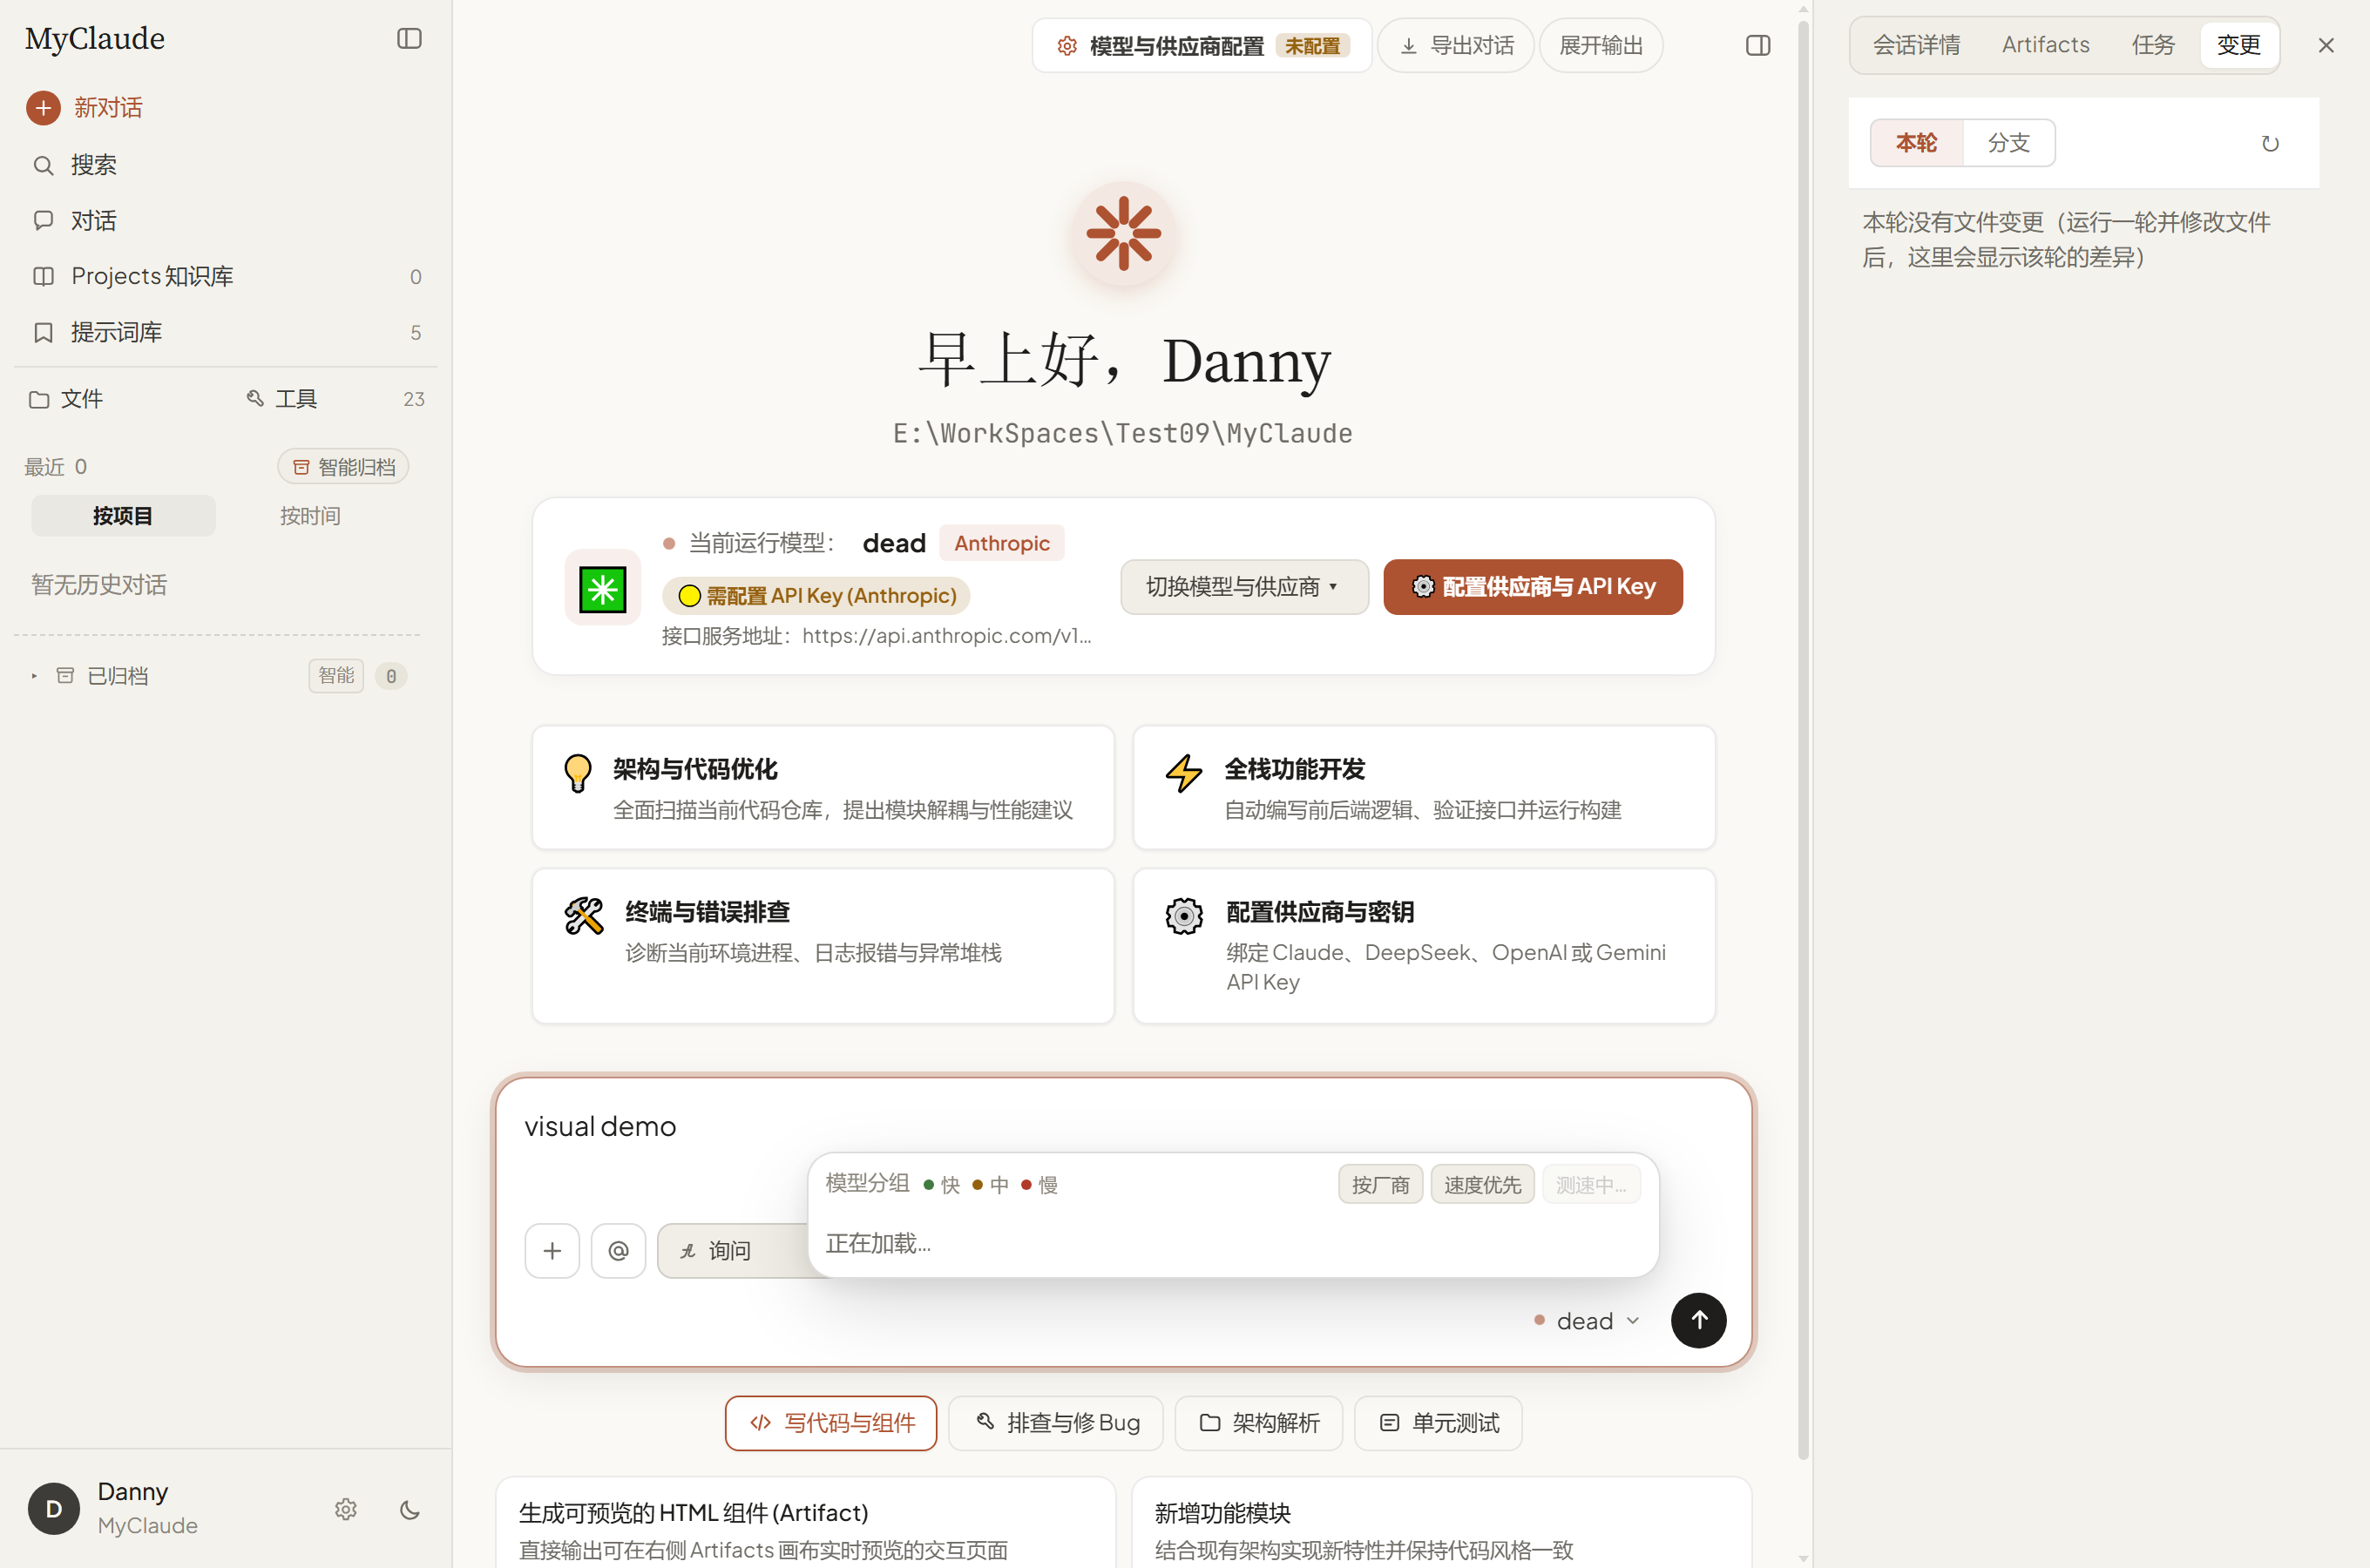 MyClaude
新对话
搜索
对话
Projects 知识库 0
提示词库 5
文件
工具 23
最近 0
智能归档
按项目
按时间
暂无历史对话
已归档
智能 0
D
Danny
MyClaude
模型与供应商配置 未配置
导出对话
展开输出
早上好，Danny
E:\WorkSpaces\Test09\MyClaude
当前运行模型： dead Anthropic
需配置 API Key (Anthropic)
接口服务地址：https://api.anthropic.com/v1...
切换模型与供应商
配置供应商与 API Key
架构与代码优化
全面扫描当前代码仓库，提出模块解耦与性能建议
全栈功能开发
自动编写前后端逻辑、验证接口并运行构建
终端与错误排查
诊断当前环境进程、日志报错与异常堆栈
配置供应商与密钥
绑定 Claude、DeepSeek、OpenAI 或 Gemini
API Key
visual demo
模型分组 快 中 慢
按厂商
速度优先
测速中...
正在加载...
询问
dead
写代码与组件
排查与修 Bug
架构解析
单元测试
生成可预览的 HTML 组件 (Artifact)
直接输出可在右侧 Artifacts 画布实时预览的交互页面
新增功能模块
结合现有架构实现新特性并保持代码风格一致
会话详情
Artifacts
任务
变更
本轮
分支
本轮没有文件变更（运行一轮并修改文件
后，这里会显示该轮的差异）